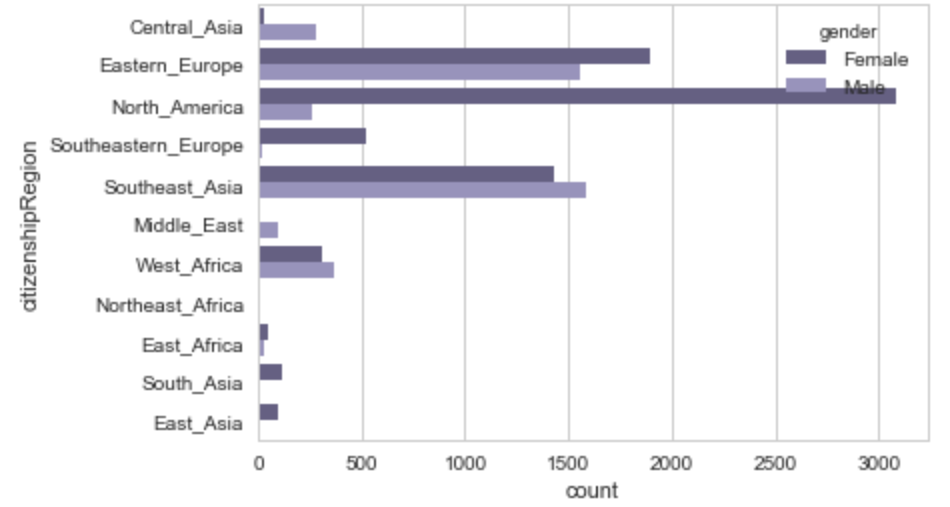 gender
Female
Male
citizenshipRegion
Central_Asia
Eastern_Europe
North_America
Southeastern_Europe
Southeast_Asia
Middle_East
West_Africa
Northeast_Africa
East_Africa
South_Asia
East_Asia
0 500 1000 1500 2000 2500 3000
count